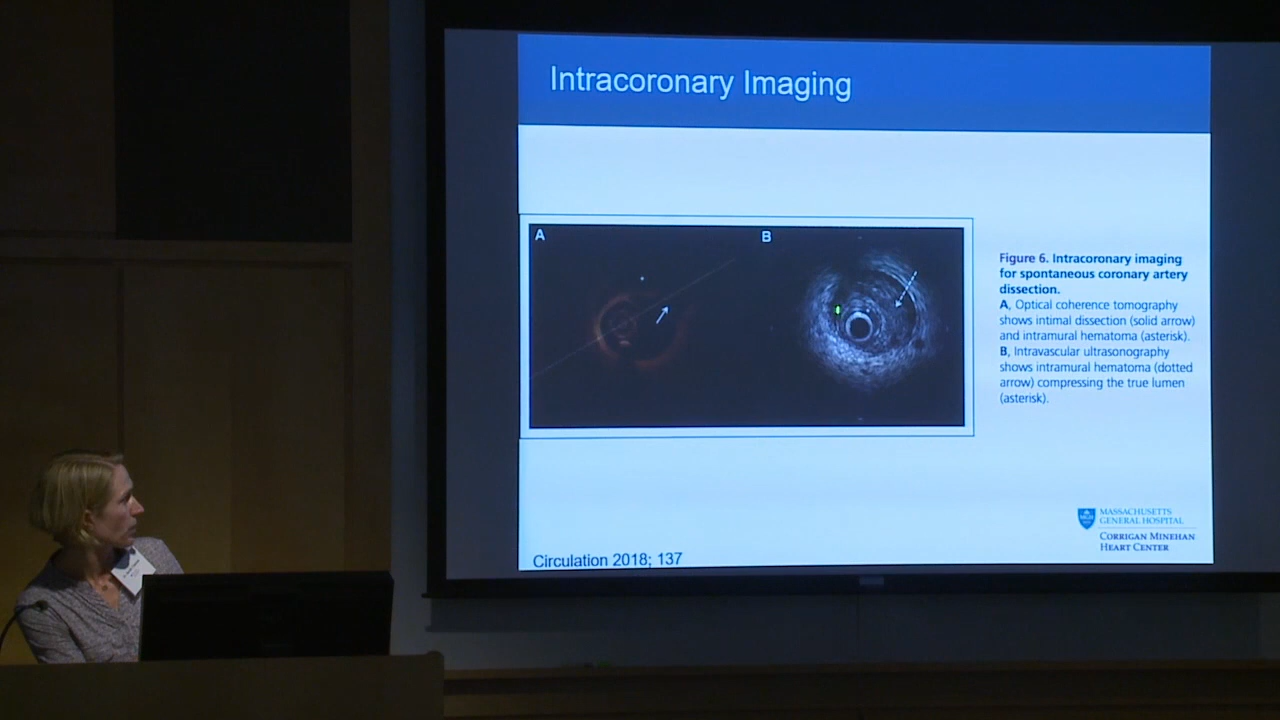 Intracoronary Imaging
A
B
Figure 6. Intracoronary imaging
for spontaneous coronary artery
dissection.
A, Optical coherence tomography
shows intimal dissection (solid arrow)
and intramural hematoma (asterisk).
B, Intravascular ultrasonography
shows intramural hematoma (dotted
arrow) compressing the true lumen
(asterisk).
MASSACHUSETTS
GENERAL HOSPITAL
CORRIGAN MINEHAN
HEART CENTER
Circulation 2018; 137